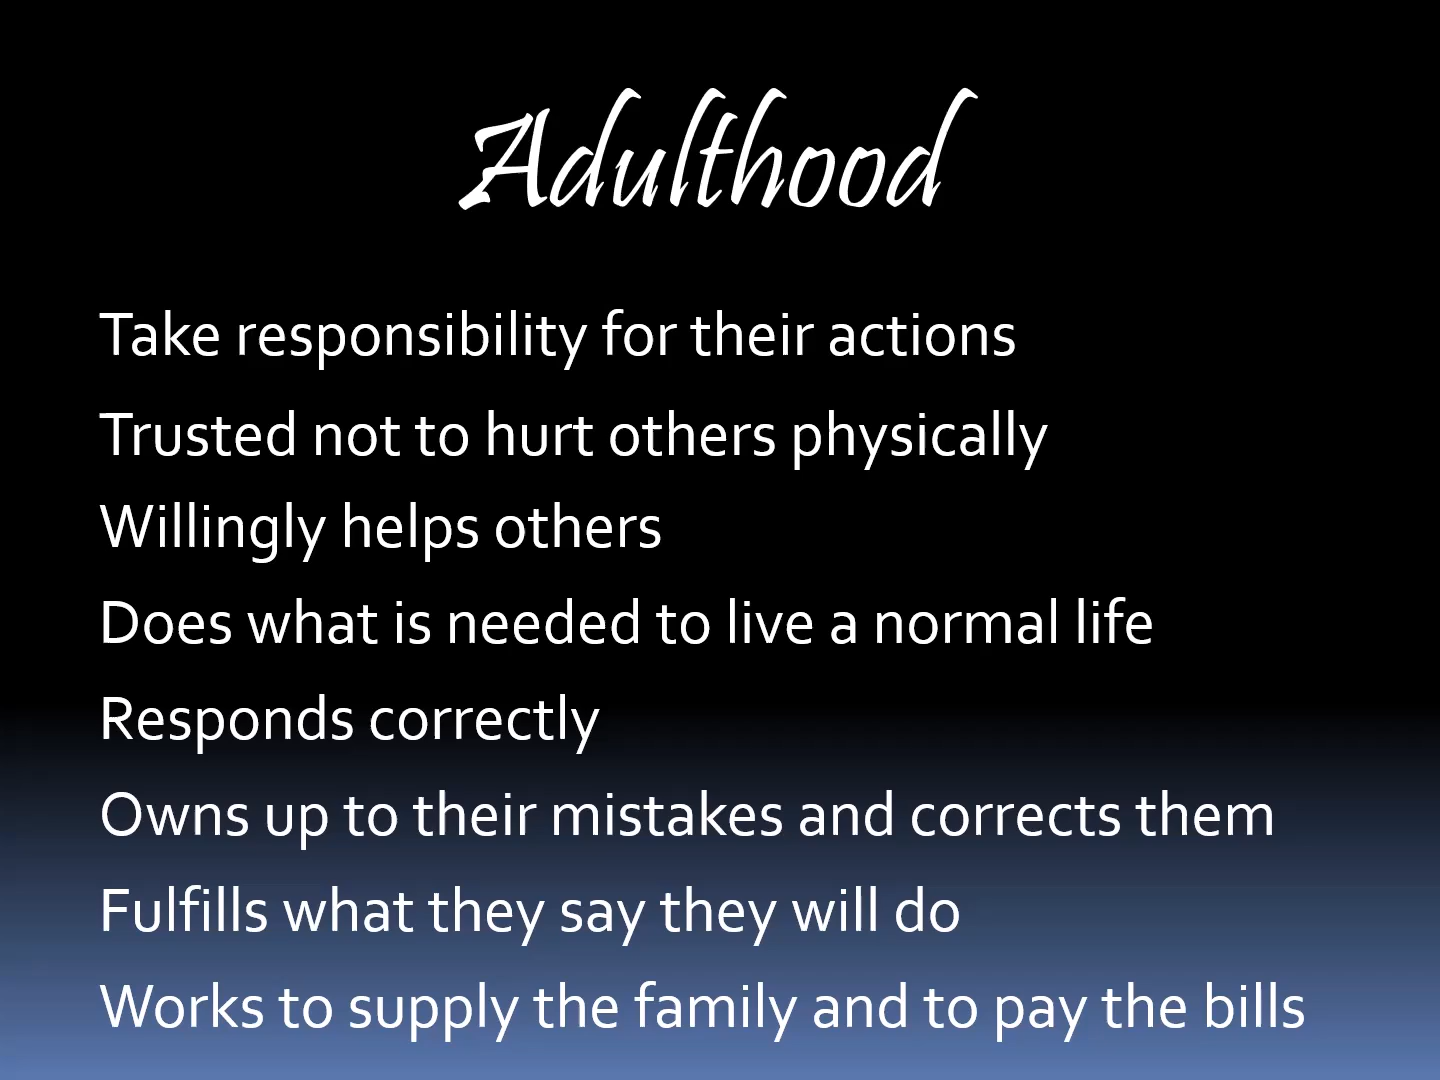 Adulthood
Take responsibility for their actions
Trusted not to hurt others physically
Willingly helps others
Does what is needed to live a normal life
Responds correctly
Owns up to their mistakes and corrects them
Fulfills what they say they will do
Works to supply the family and to pay the bills